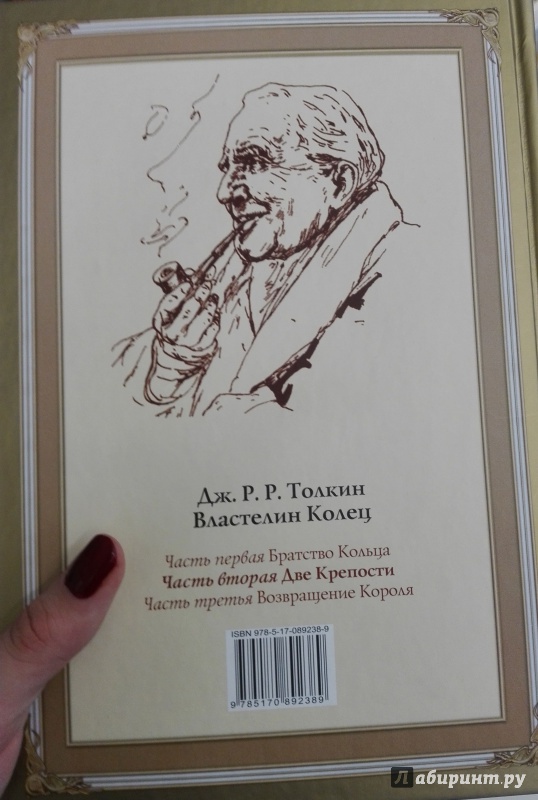 Дж. Р. Р. Толкин
Властелин Колец
Часть первая Братство Кольца
Часть вторая Две Крепости
Часть третья Возвращение Короля
ISBN 978-5-17-089238-9
9 785170 892389
Лабиринт.ру